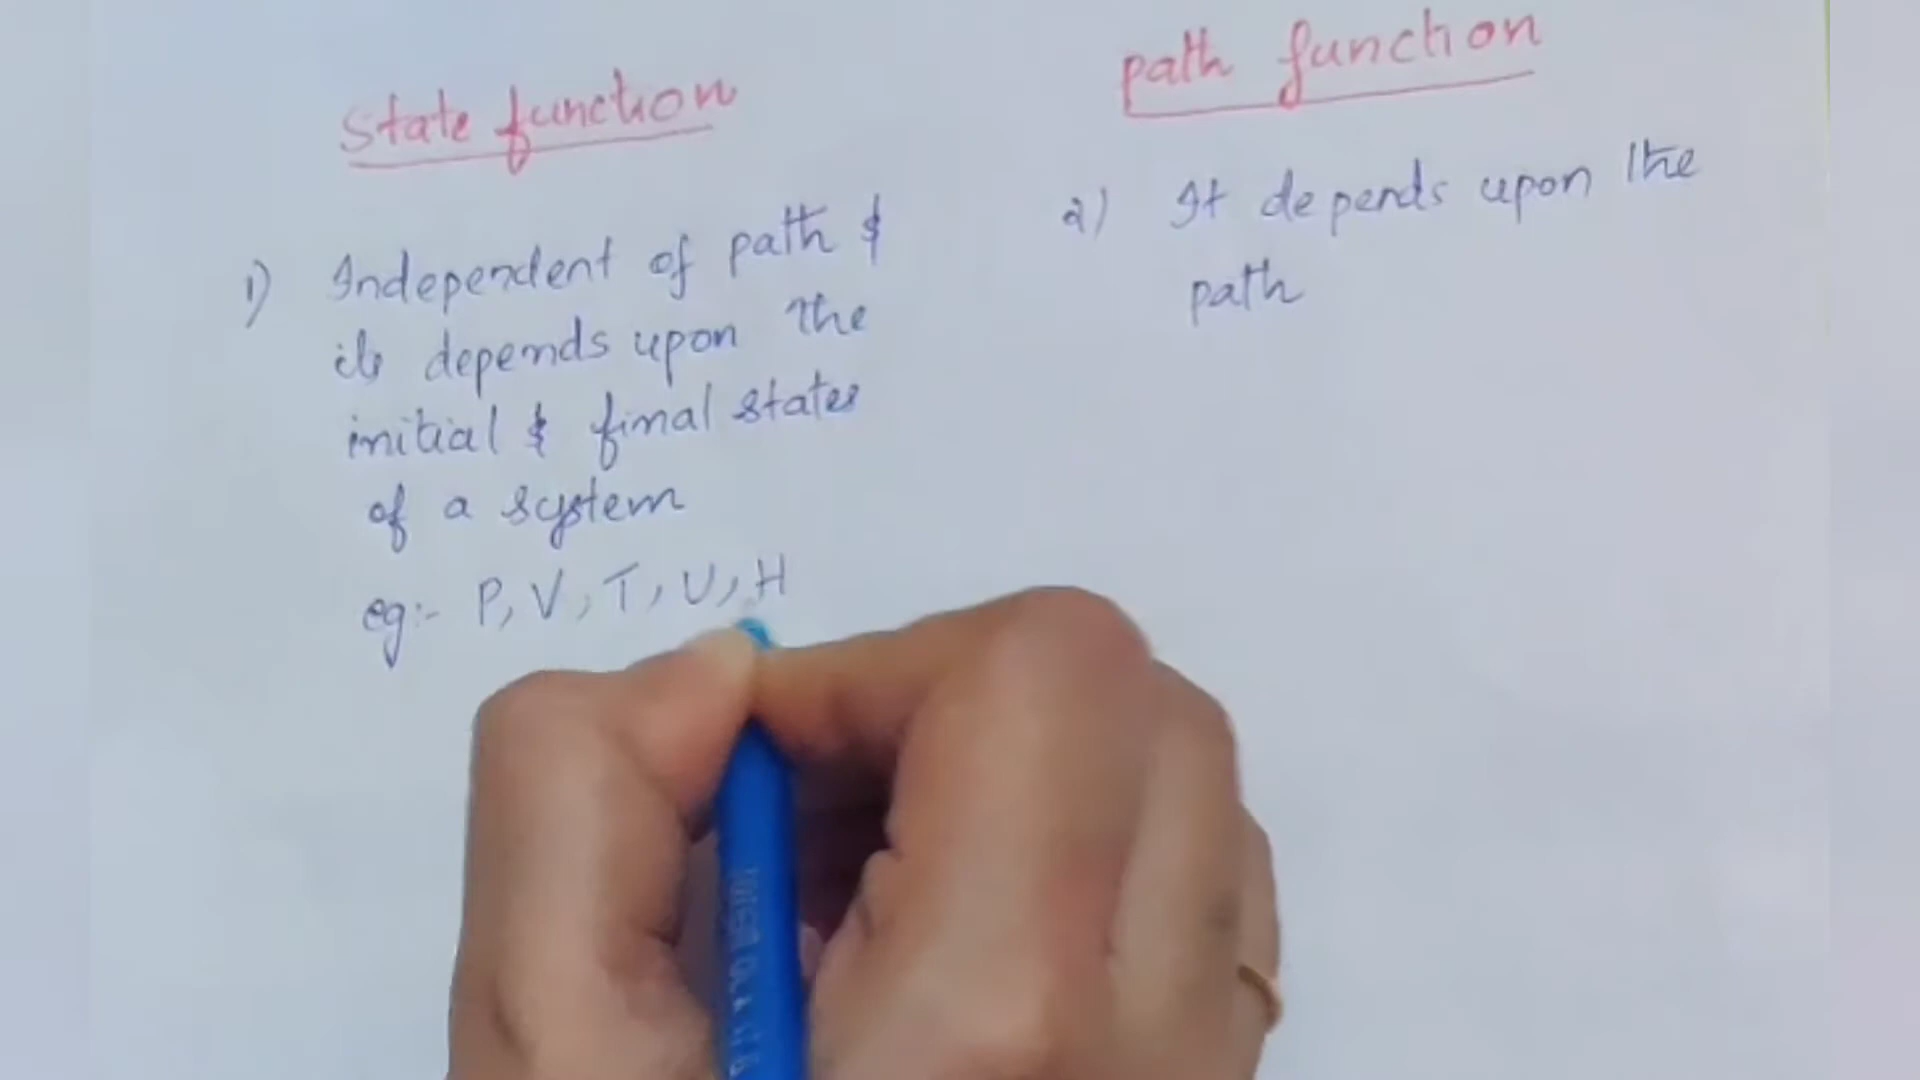 State function
1) Independent of path &
its depends upon the
initial & final states
of a system
eg:- P, V, T, U, H
path function
2) It depends upon the
path